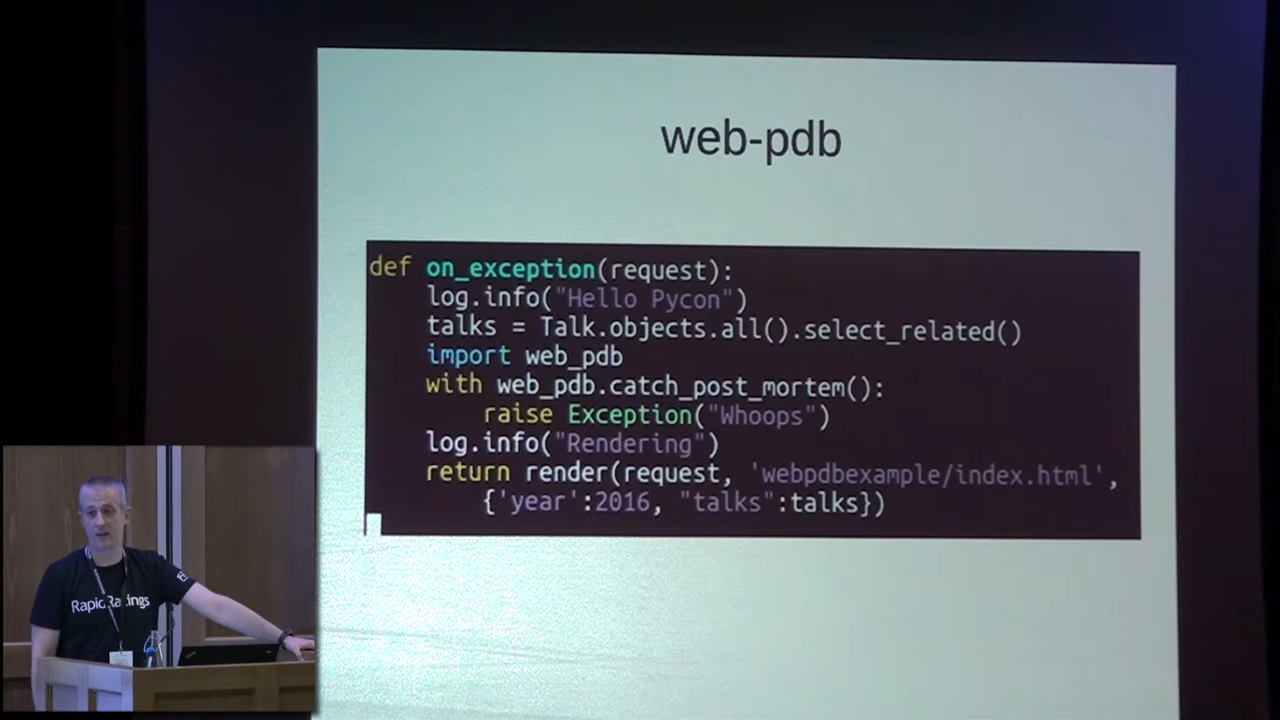 web-pdb
def on_exception(request):
    log.info("Hello Pycon")
    talks = Talk.objects.all().select_related()
    import web_pdb
    with web_pdb.catch_post_mortem():
        raise Exception("Whoops")
    log.info("Rendering")
    return render(request, 'webpdbexample/index.html',
        {'year':2016, "talks":talks})
RapidRatings